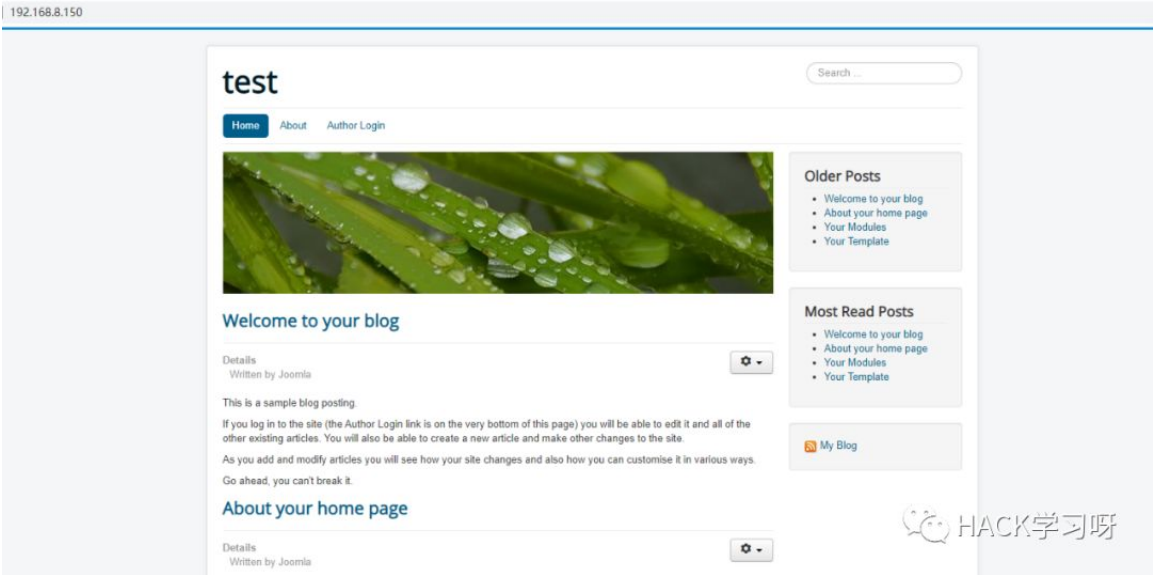 192.168.8.150
test
Search ...
Home About Author Login
Older Posts
Welcome to your blog
About your home page
Your Modules
Your Template
Most Read Posts
Welcome to your blog
About your home page
Your Modules
Your Template
My Blog
Welcome to your blog
Details
Written by Joomla
This is a sample blog posting.
If you log in to the site (the Author Login link is on the very bottom of this page) you will be able to edit it and all of the
other existing articles. You will also be able to create a new article and make other changes to the site.
As you add and modify articles you will see how your site changes and also how you can customise it in various ways.
Go ahead, you can't break it.
About your home page
Details
Written by Joomla
HACK学习呀